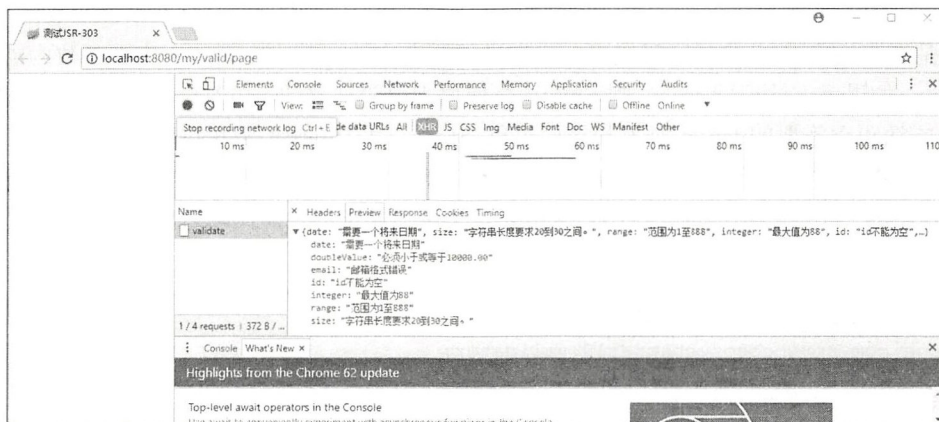 测试JSR-303 ×
localhost:8080/my/valid/page
Elements Console Sources Network Performance Memory Application Security Audits
View: Group by frame Preserve log Disable cache Offline Online
Stop recording network log Ctrl+E de data URLs All XHR JS CSS Img Media Font Doc WS Manifest Other
10 ms 20 ms 30 ms 40 ms 50 ms 60 ms 70 ms 80 ms 90 ms 100 ms 110
Name × Headers Preview Response Cookies Timing
validate ▼{date: "需要一个将来日期", size: "字符串长度要求20到30之间。", range: "范围为1至888", integer: "最大值为88", id: "id不能为空",…}
date: "需要一个将来日期"
doubleValue: "必须小于或等于10000.00"
email: "邮箱格式错误"
id: "id不能为空"
integer: "最大值为88"
range: "范围为1至888"
size: "字符串长度要求20到30之间。"
1 / 4 requests | 372 B / ...
Console What's New ×
Highlights from the Chrome 62 update
Top-level await operators in the Console